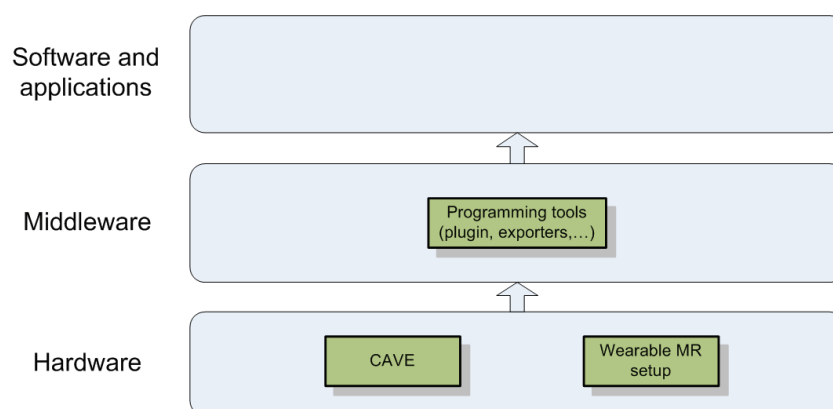 Software and
applications
Middleware
Programming tools
(plugin, exporters,...)
Hardware
CAVE
Wearable MR
setup